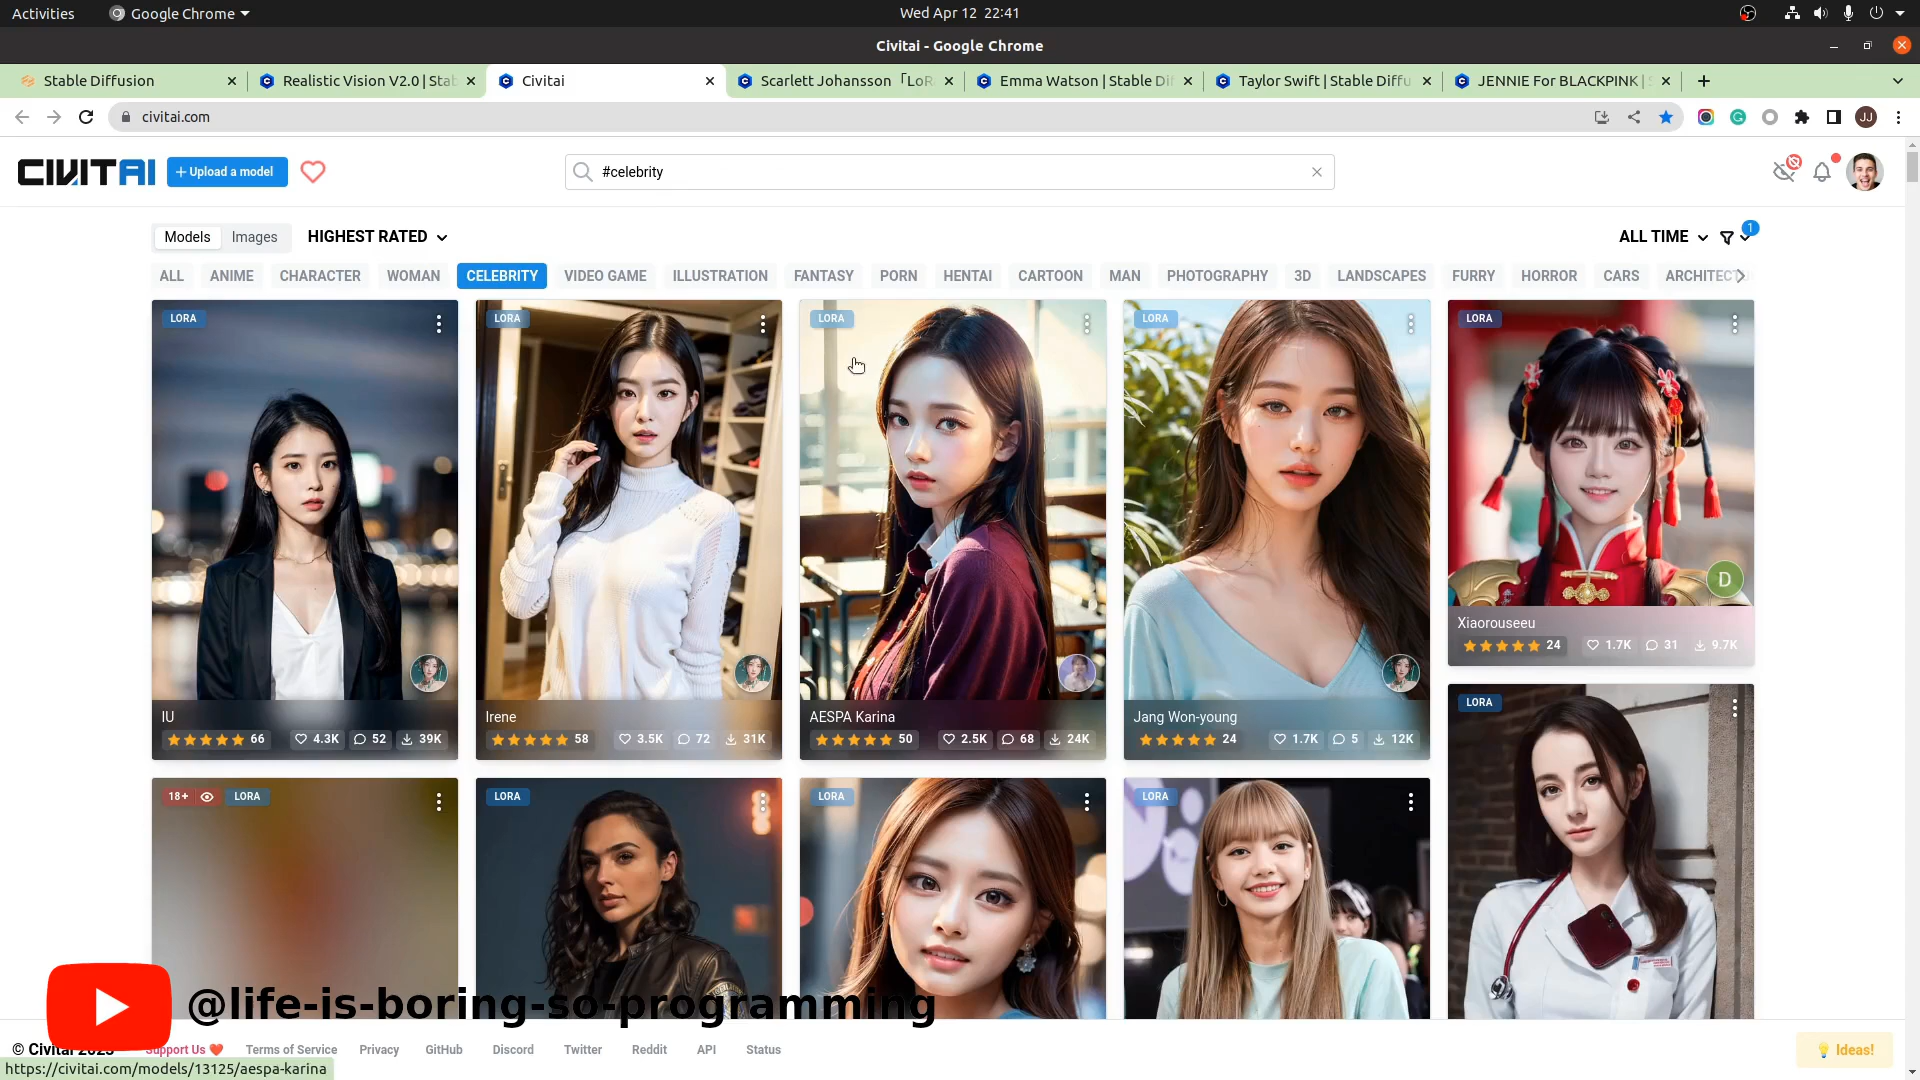 Activities Google Chrome Wed Apr 12 22:41
Civitai - Google Chrome
Stable Diffusion Realistic Vision V2.0 | Stab Civitai Scarlett Johansson「LoR Emma Watson | Stable Dif Taylor Swift | Stable Diffu JENNIE For BLACKPINK | S
civitai.com JJ
CIVITAI + Upload a model #celebrity
Models Images HIGHEST RATED ALL TIME 1
ALL ANIME CHARACTER WOMAN CELEBRITY VIDEO GAME ILLUSTRATION FANTASY PORN HENTAI CARTOON MAN PHOTOGRAPHY 3D LANDSCAPES FURRY HORROR CARS ARCHITECT
LORA LORA LORA LORA LORA
D
Xiaorouseeu
24 1.7K 31 9.7K
LORA
IU Irene AESPA Karina Jang Won-young
66 4.3K 52 39K 58 3.5K 72 31K 50 2.5K 68 24K 24 1.7K 5 12K
18+ LORA LORA LORA LORA
@life-is-boring-so-programming
© Civitai 2023 Support Us Terms of Service Privacy GitHub Discord Twitter Reddit API Status Ideas!
https://civitai.com/models/13125/aespa-karina